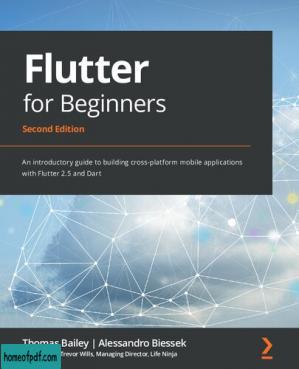 Flutter
for Beginners
Second Edition
An introductory guide to building cross-platform mobile applications
with Flutter 2.5 and Dart
Thomas Bailey | Alessandro Biessek
Trevor Wills, Managing Director, Life Ninja
homeofpdf.com